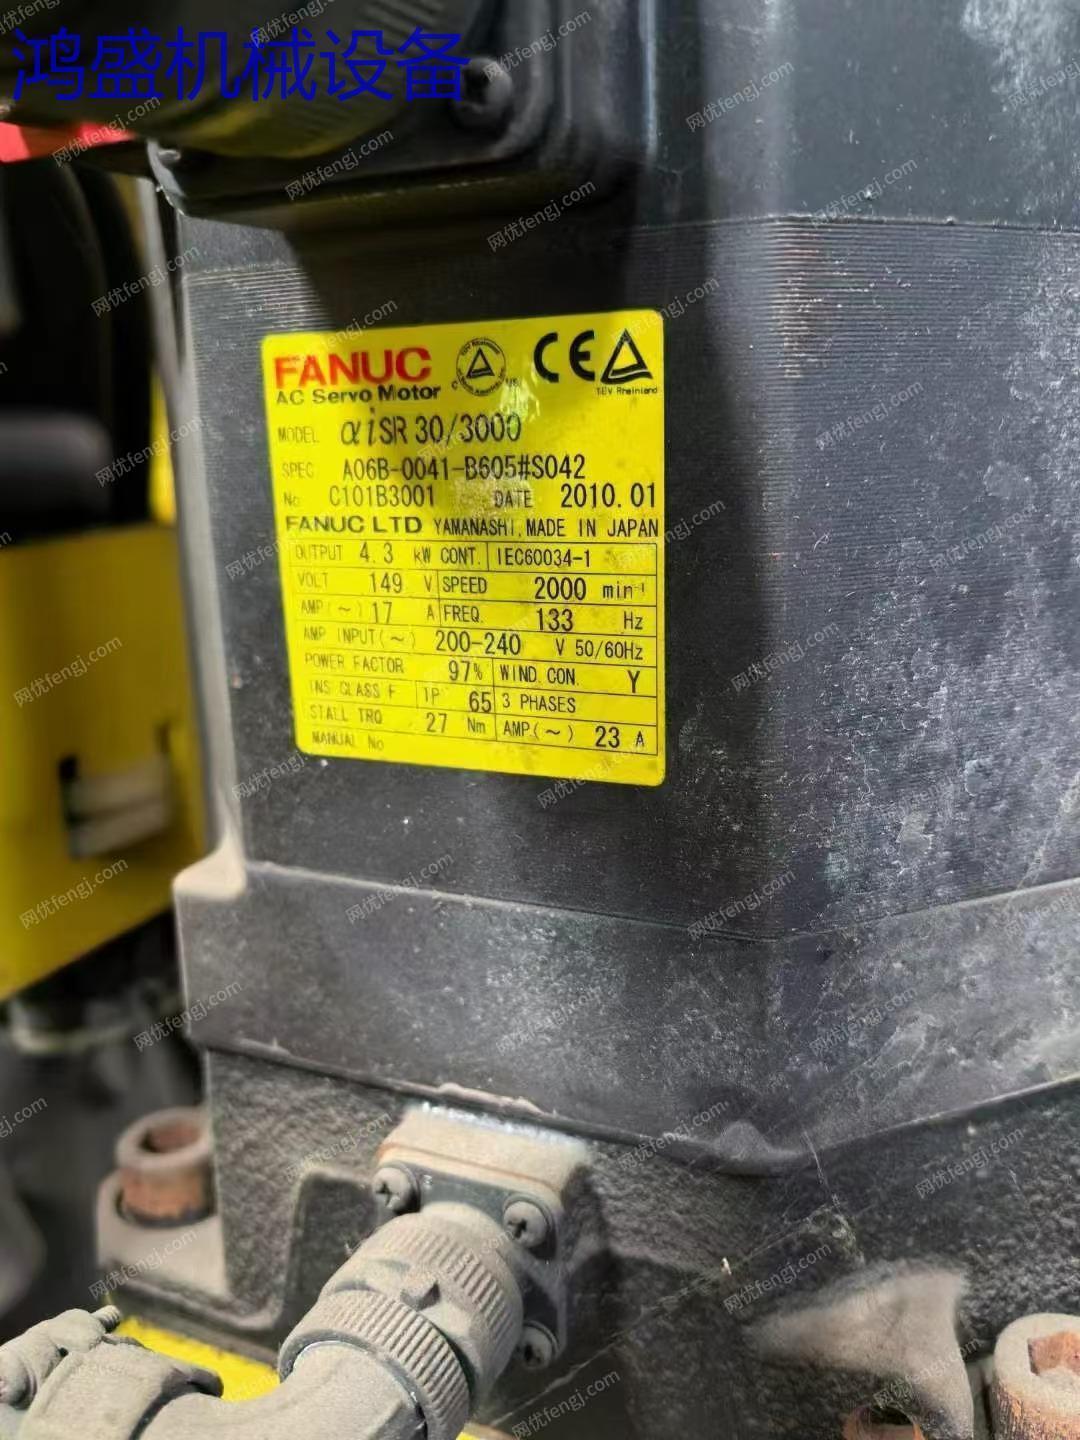 鸿盛机械设备
FANUC
AC Servo Motor
C US
CE
TÜV Rheinland
MODEL αiSR 30/3000
SPEC A06B-0041-B605#S042
No C101B3001 DATE 2010.01
FANUC LTD YAMANASHI, MADE IN JAPAN
OUTPUT 4.3 kW CONT. IEC60034-1
VOLT 149 V SPEED 2000 min-1
AMP (~) 17 A FREQ. 133 Hz
AMP INPUT(~) 200-240 V 50/60Hz
POWER FACTOR 97% WIND.CON. Y
INS CLASS F IP 65 3 PHASES
STALL TRQ 27 Nm AMP(~) 23 A
MANUAL No
网优fengj.com